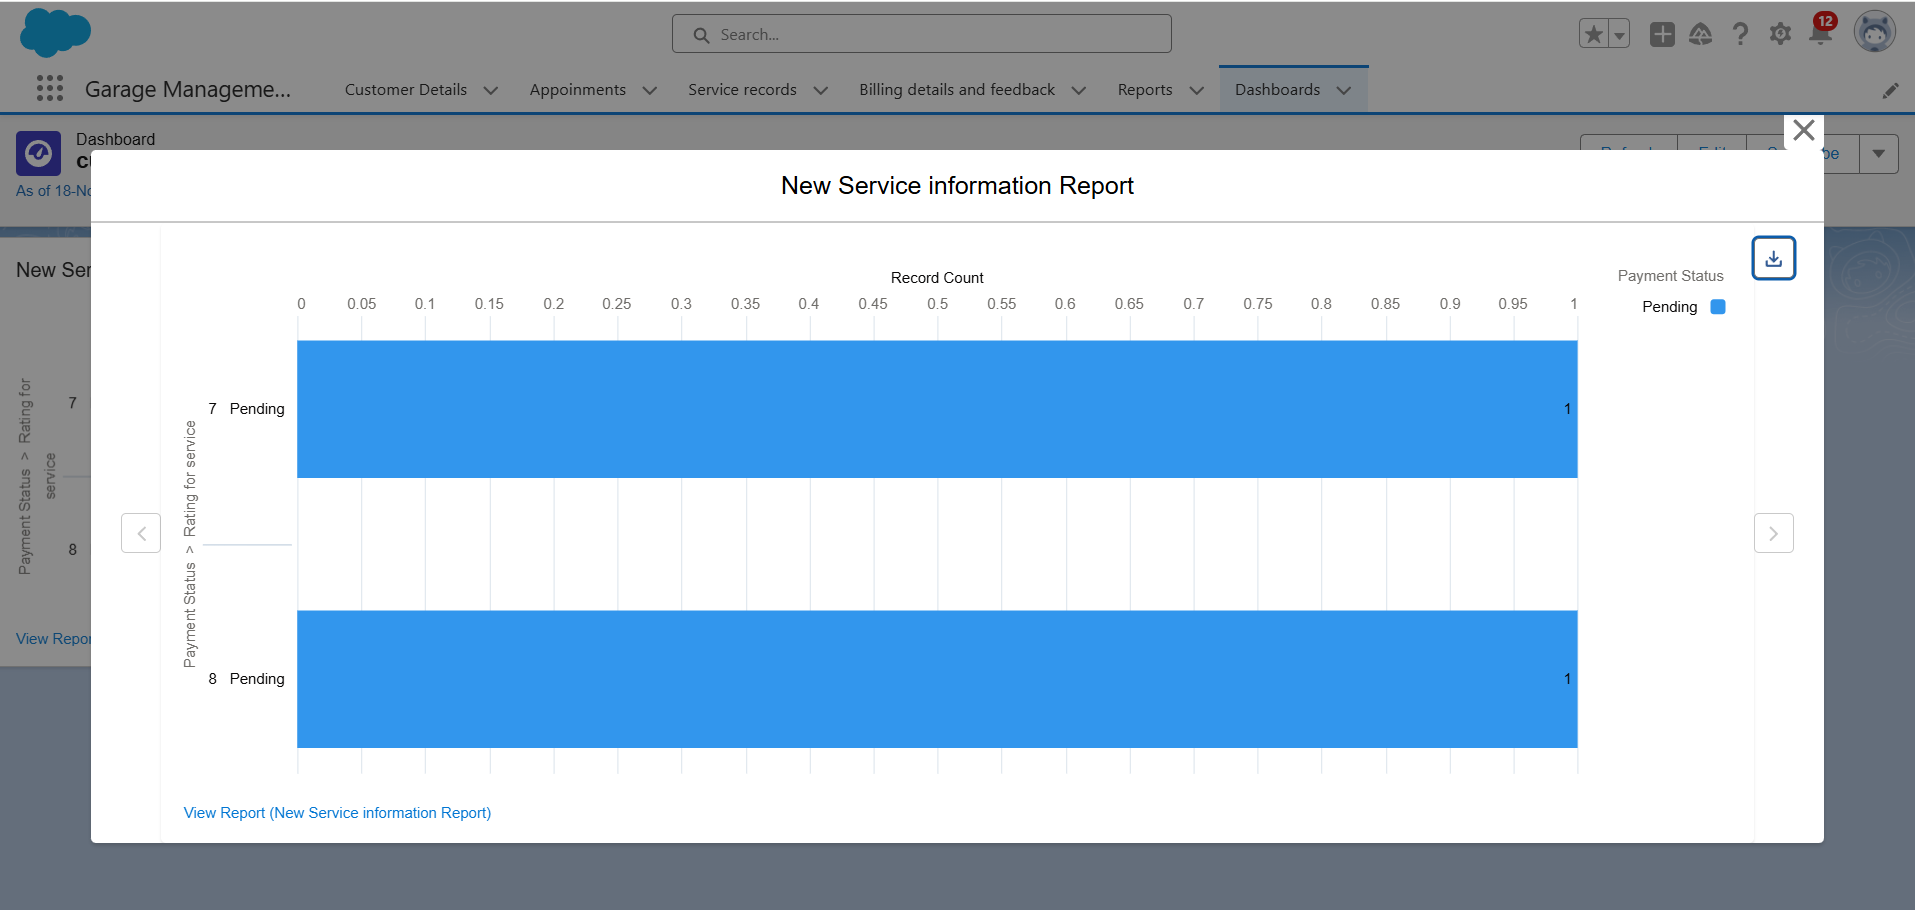 Search...
12
Garage Manageme...
Customer Details
Appoinments
Service records
Billing details and feedback
Reports
Dashboards
Dashboard
As of 18-No
New Service information Report
New Ser
Record Count
Payment Status
Pending
0 0.05 0.1 0.15 0.2 0.25 0.3 0.35 0.4 0.45 0.5 0.55 0.6 0.65 0.7 0.75 0.8 0.85 0.9 0.95 1
Payment Status > Rating for service
7
8
View Repor
Payment Status > Rating for service
7 Pending
1
8 Pending
1
View Report (New Service information Report)